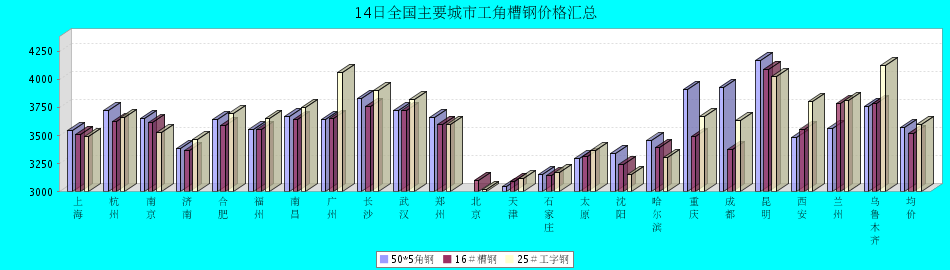 14日全国主要城市工角槽钢价格汇总
4250
4000
3750
3500
3250
3000
上海
杭州
南京
济南
合肥
福州
南昌
广州
长沙
武汉
郑州
北京
天津
石家庄
太原
沈阳
哈尔滨
重庆
成都
昆明
西安
兰州
乌鲁木齐
均价
50*5角钢 16#槽钢 25#工字钢